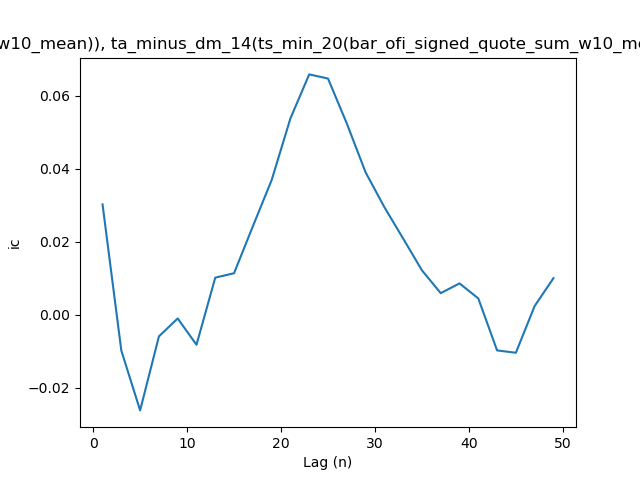 w10_mean)), ta_minus_dm_14(ts_min_20(bar_ofi_signed_quote_sum_w10_me
0.06
0.04
0.02
0.00
−0.02
ic
0 10 20 30 40 50
Lag (n)